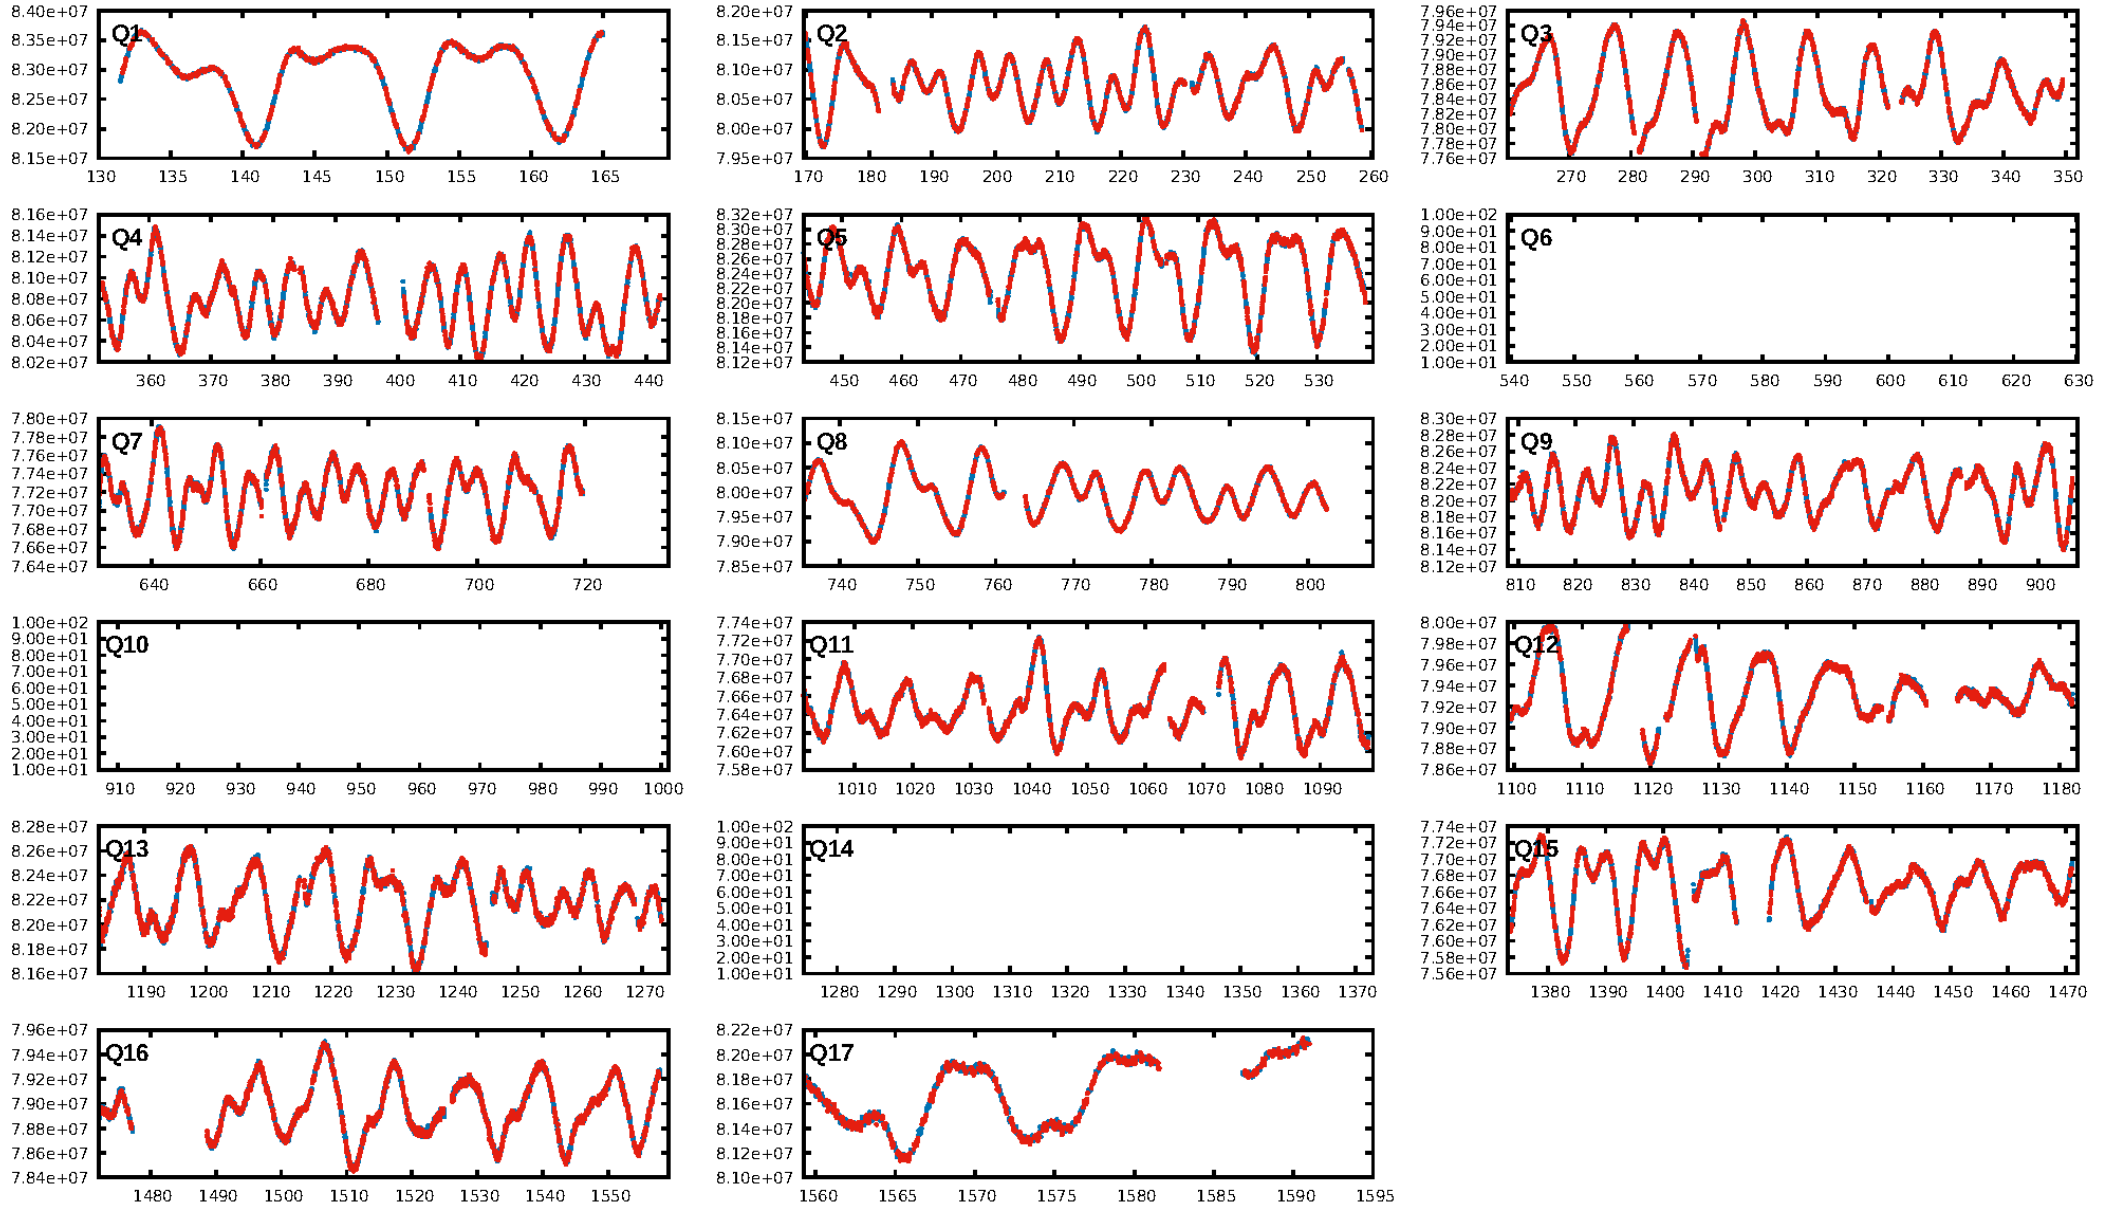 Q1
8.40e+07
8.35e+07
8.30e+07
8.25e+07
8.20e+07
8.15e+07
130 135 140 145 150 155 160 165
Q2
8.20e+07
8.15e+07
8.10e+07
8.05e+07
8.00e+07
7.95e+07
170 180 190 200 210 220 230 240 250 260
Q3
7.96e+07
7.94e+07
7.92e+07
7.90e+07
7.88e+07
7.86e+07
7.84e+07
7.82e+07
7.80e+07
7.78e+07
7.76e+07
270 280 290 300 310 320 330 340 350
Q4
8.16e+07
8.14e+07
8.12e+07
8.10e+07
8.08e+07
8.06e+07
8.04e+07
8.02e+07
360 370 380 390 400 410 420 430 440
Q5
8.32e+07
8.30e+07
8.28e+07
8.26e+07
8.24e+07
8.22e+07
8.20e+07
8.18e+07
8.16e+07
8.14e+07
8.12e+07
450 460 470 480 490 500 510 520 530
Q6
1.00e+02
9.00e+01
8.00e+01
7.00e+01
6.00e+01
5.00e+01
4.00e+01
3.00e+01
2.00e+01
1.00e+01
540 550 560 570 580 590 600 610 620 630
Q7
7.80e+07
7.78e+07
7.76e+07
7.74e+07
7.72e+07
7.70e+07
7.68e+07
7.66e+07
7.64e+07
640 660 680 700 720
Q8
8.15e+07
8.10e+07
8.05e+07
8.00e+07
7.95e+07
7.90e+07
7.85e+07
740 750 760 770 780 790 800
Q9
8.30e+07
8.28e+07
8.26e+07
8.24e+07
8.22e+07
8.20e+07
8.18e+07
8.16e+07
8.14e+07
8.12e+07
810 820 830 840 850 860 870 880 890 900
Q10
1.00e+02
9.00e+01
8.00e+01
7.00e+01
6.00e+01
5.00e+01
4.00e+01
3.00e+01
2.00e+01
1.00e+01
910 920 930 940 950 960 970 980 990 1000
Q11
7.74e+07
7.72e+07
7.70e+07
7.68e+07
7.66e+07
7.64e+07
7.62e+07
7.60e+07
7.58e+07
1010 1020 1030 1040 1050 1060 1070 1080 1090
Q12
8.00e+07
7.98e+07
7.96e+07
7.94e+07
7.92e+07
7.90e+07
7.88e+07
7.86e+07
1100 1110 1120 1130 1140 1150 1160 1170 1180
Q13
8.28e+07
8.26e+07
8.24e+07
8.22e+07
8.20e+07
8.18e+07
8.16e+07
1190 1200 1210 1220 1230 1240 1250 1260 1270
Q14
1.00e+02
9.00e+01
8.00e+01
7.00e+01
6.00e+01
5.00e+01
4.00e+01
3.00e+01
2.00e+01
1.00e+01
1280 1290 1300 1310 1320 1330 1340 1350 1360 1370
Q15
7.74e+07
7.72e+07
7.70e+07
7.68e+07
7.66e+07
7.64e+07
7.62e+07
7.60e+07
7.58e+07
7.56e+07
1380 1390 1400 1410 1420 1430 1440 1450 1460 1470
Q16
7.96e+07
7.94e+07
7.92e+07
7.90e+07
7.88e+07
7.86e+07
7.84e+07
1480 1490 1500 1510 1520 1530 1540 1550
Q17
8.22e+07
8.20e+07
8.18e+07
8.16e+07
8.14e+07
8.13e+07
8.10e+07
1560 1565 1570 1575 1580 1585 1590 1595